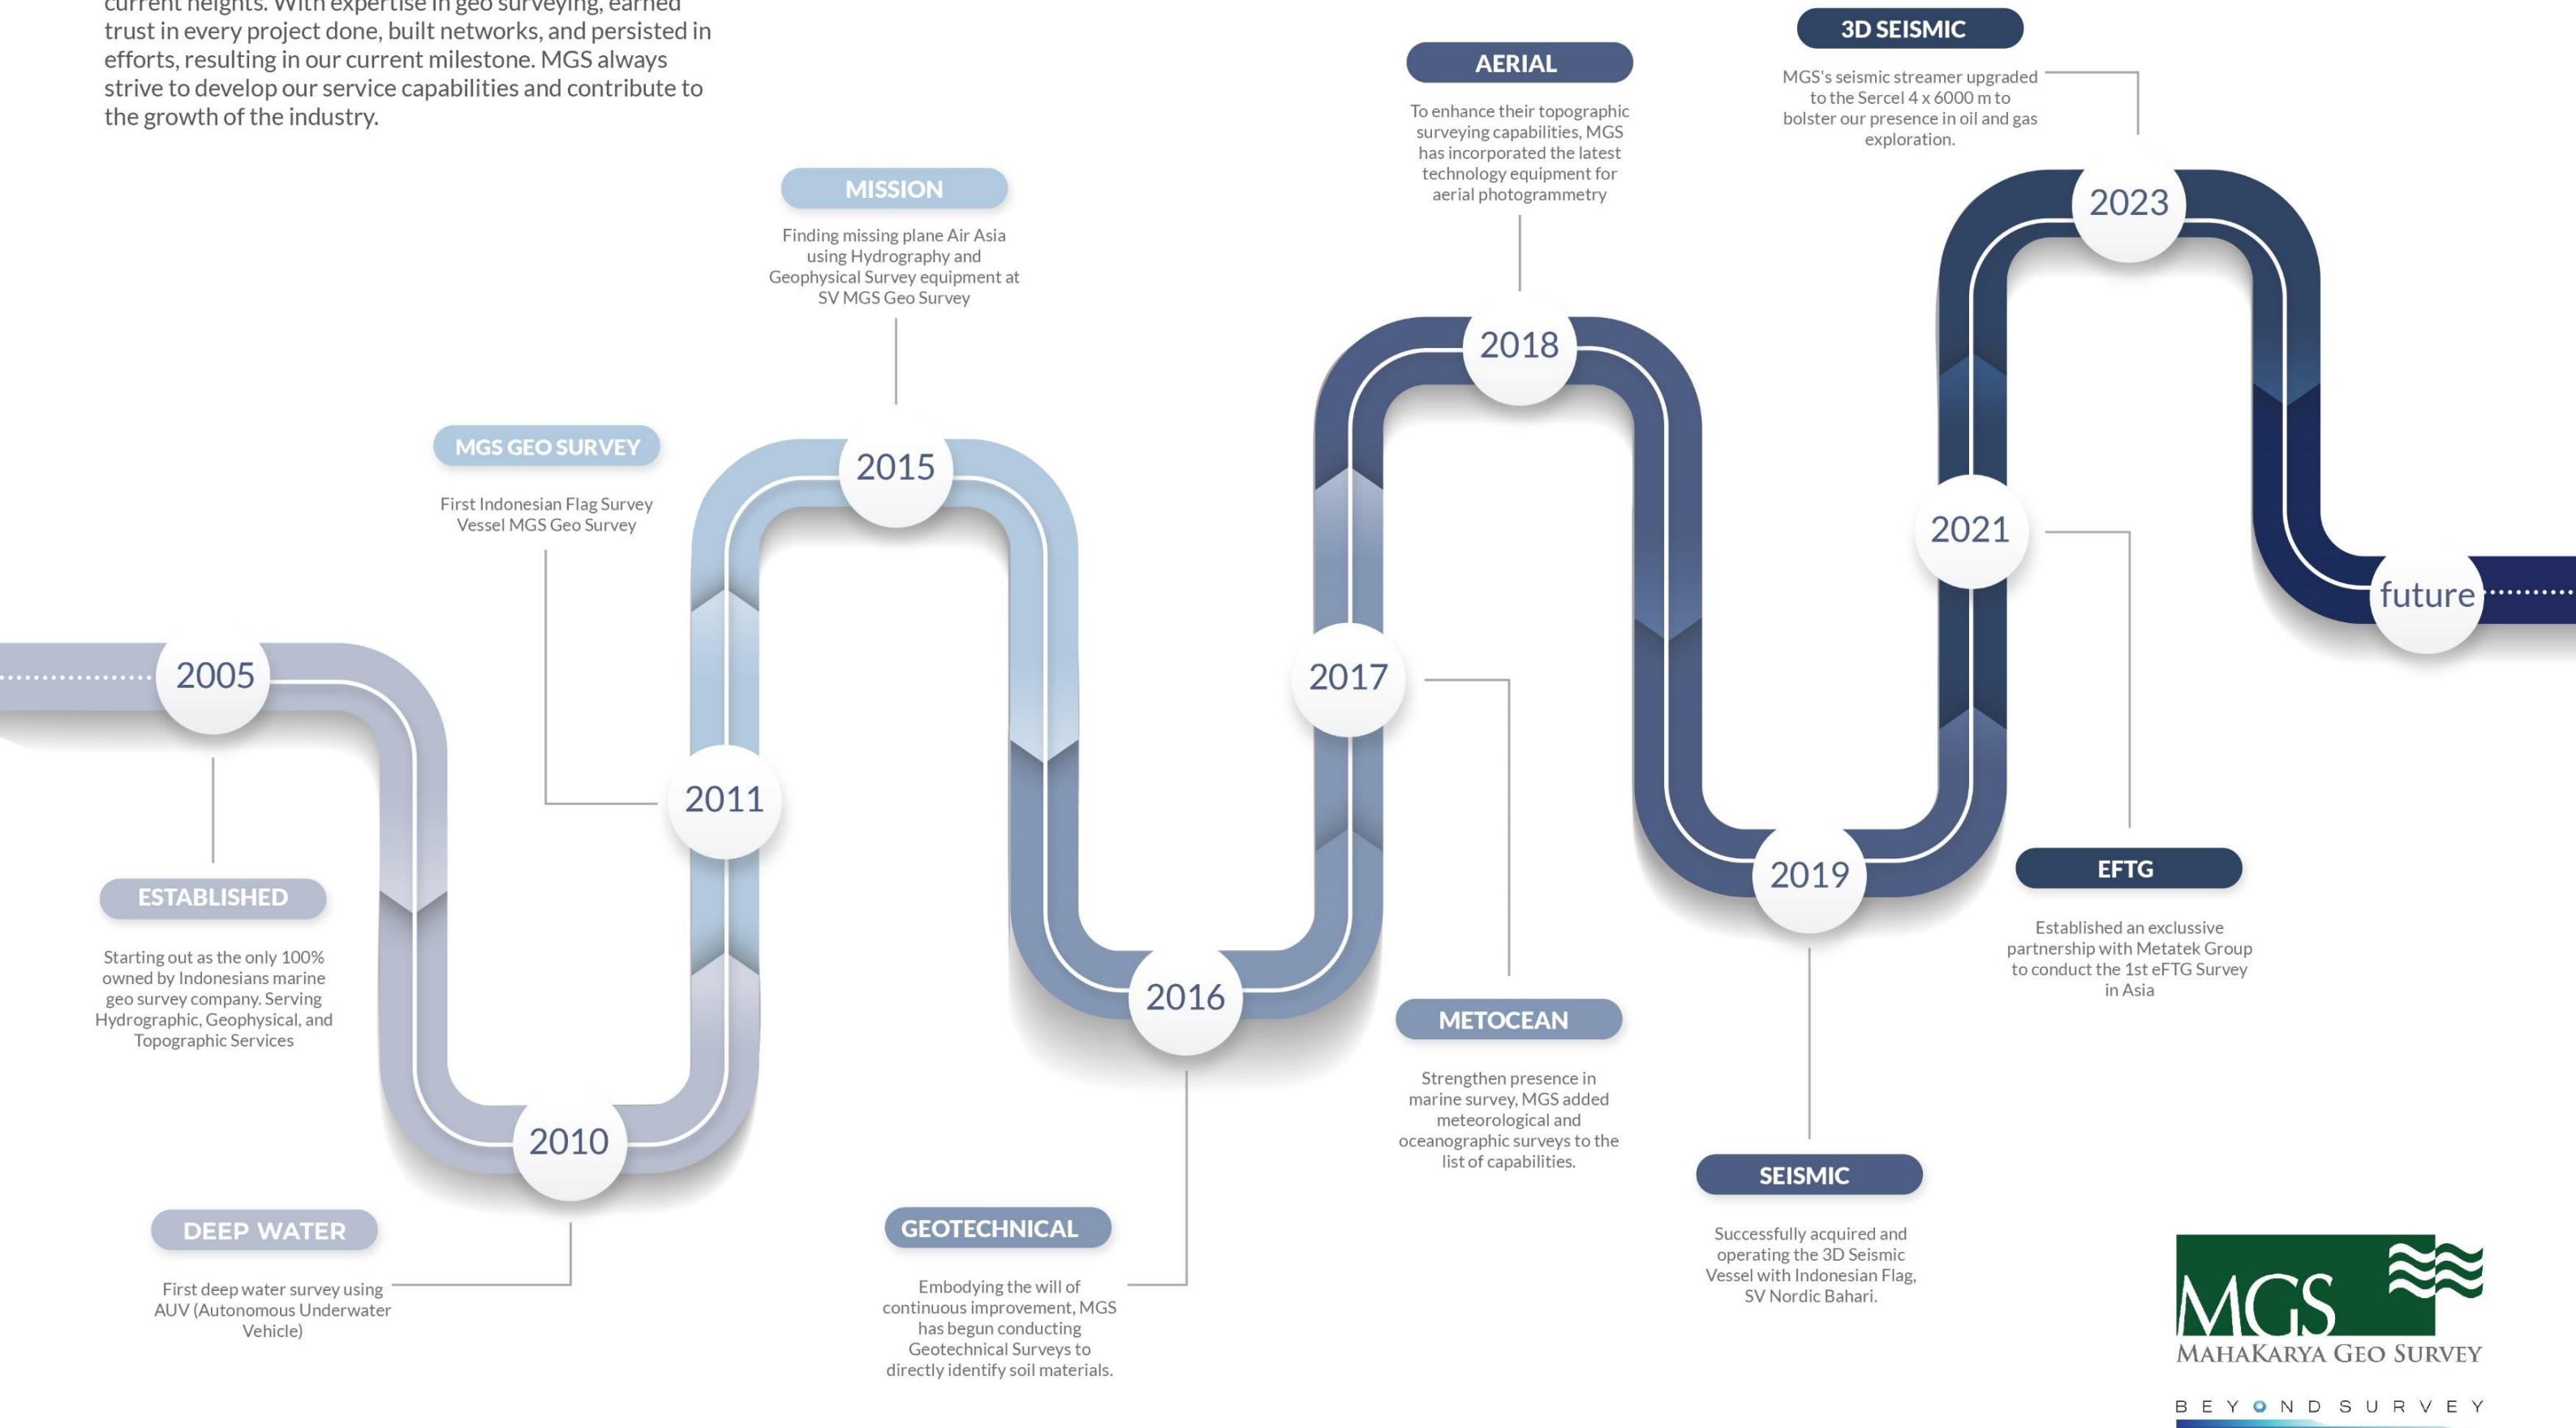 current heights. With expertise in geo surveying, earned
trust in every project done, built networks, and persisted in
efforts, resulting in our current milestone. MGS always
strive to develop our service capabilities and contribute to
the growth of the industry.
2005
ESTABLISHED
Starting out as the only 100%
owned by Indonesians marine
geo survey company. Serving
Hydrographic, Geophysical, and
Topographic Services
2010
DEEP WATER
First deep water survey using
AUV (Autonomous Underwater
Vehicle)
2011
MGS GEO SURVEY
First Indonesian Flag Survey
Vessel MGS Geo Survey
2015
MISSION
Finding missing plane Air Asia
using Hydrography and
Geophysical Survey equipment at
SV MGS Geo Survey
2016
GEOTECHNICAL
Embodying the will of
continuous improvement, MGS
has begun conducting
Geotechnical Surveys to
directly identify soil materials.
2017
METOCEAN
Strengthen presence in
marine survey, MGS added
meteorological and
oceanographic surveys to the
list of capabilities.
2018
AERIAL
To enhance their topographic
surveying capabilities, MGS
has incorporated the latest
technology equipment for
aerial photogrammetry
2019
SEISMIC
Successfully acquired and
operating the 3D Seismic
Vessel with Indonesian Flag,
SV Nordic Bahari.
2021
EFTG
Established an exclussive
partnership with Metatek Group
to conduct the 1st eFTG Survey
in Asia
2023
3D SEISMIC
MGS's seismic streamer upgraded
to the Sercel 4 x 6000 m to
bolster our presence in oil and gas
exploration.
future
MGS
MAHAKARYA GEO SURVEY
BEYOND SURVEY